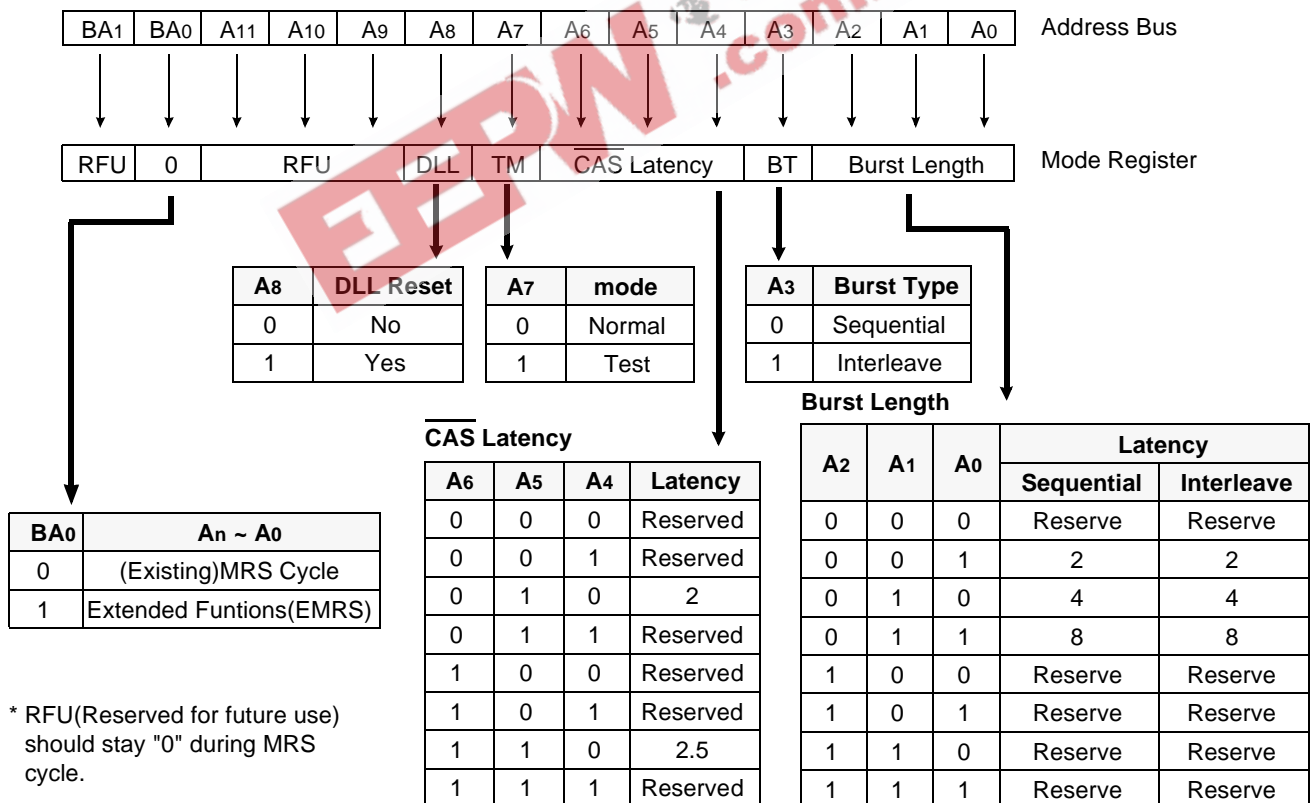 BA1 BA0 A11 A10 A9 A8 A7 A6 A5 A4 A3 A2 A1 A0 Address Bus
RFU 0 RFU DLL TM CAS Latency BT Burst Length Mode Register
A8 DLL Reset
0 No
1 Yes
A7 mode
0 Normal
1 Test
A3 Burst Type
0 Sequential
1 Interleave
BA0 An ~ A0
0 (Existing)MRS Cycle
1 Extended Funtions(EMRS)
* RFU(Reserved for future use)
should stay "0" during MRS
cycle.
CAS Latency
A6 A5 A4 Latency
0 0 0 Reserved
0 0 1 Reserved
0 1 0 2
0 1 1 Reserved
1 0 0 Reserved
1 0 1 Reserved
1 1 0 2.5
1 1 1 Reserved
Burst Length
A2 A1 A0 Latency
Sequential Interleave
0 0 0 Reserve Reserve
0 0 1 2 2
0 1 0 4 4
0 1 1 8 8
1 0 0 Reserve Reserve
1 0 1 Reserve Reserve
1 1 0 Reserve Reserve
1 1 1 Reserve Reserve
EEPW .com